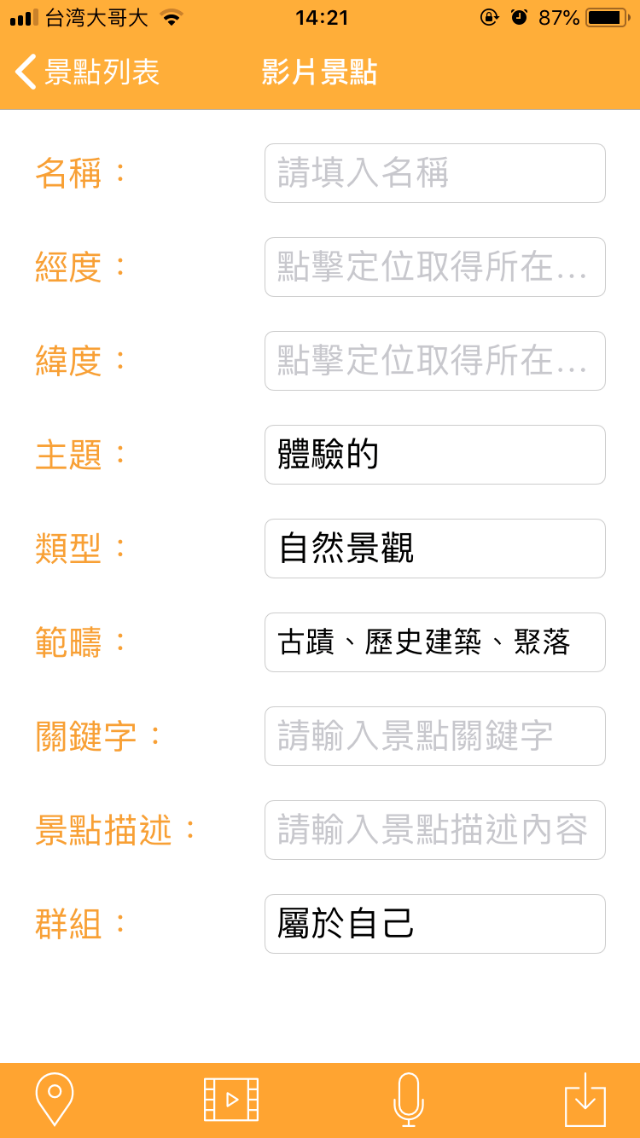 台湾大哥大 14:21 87%
景點列表 影片景點
名稱： 請填入名稱
經度： 點擊定位取得所在...
緯度： 點擊定位取得所在...
主題： 體驗的
類型： 自然景觀
範疇： 古蹟、歷史建築、聚落
關鍵字： 請輸入景點關鍵字
景點描述： 請輸入景點描述內容
群組： 屬於自己